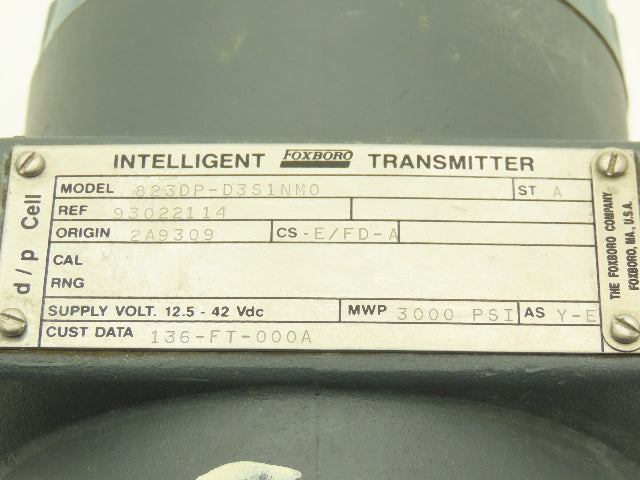 INTELLIGENT FOXBORO TRANSMITTER
MODEL 823DP-D3S1NM0 ST A
REF 93022114
ORIGIN 2A9309 CS-E/FD-A
CAL
RNG
SUPPLY VOLT. 12.5 - 42 Vdc MWP 3000 PSI AS Y-E
CUST DATA 136-FT-000A
d / p Cell
THE FOXBORO COMPANY
FOXBORO, MA., U.S.A.